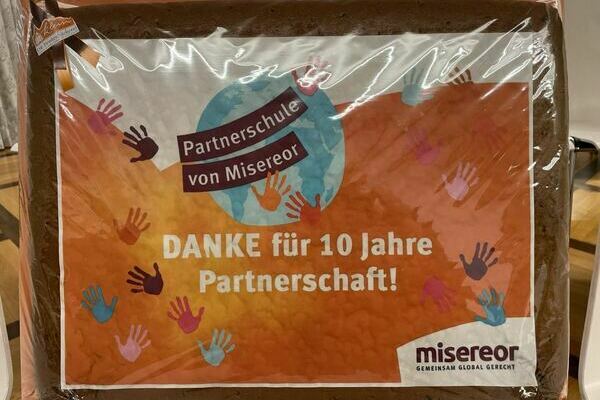 Partnerschule
von Misereor
DANKE für 10 Jahre
Partnerschaft!
misereor
GEMEINSAM GLOBAL GERECHT